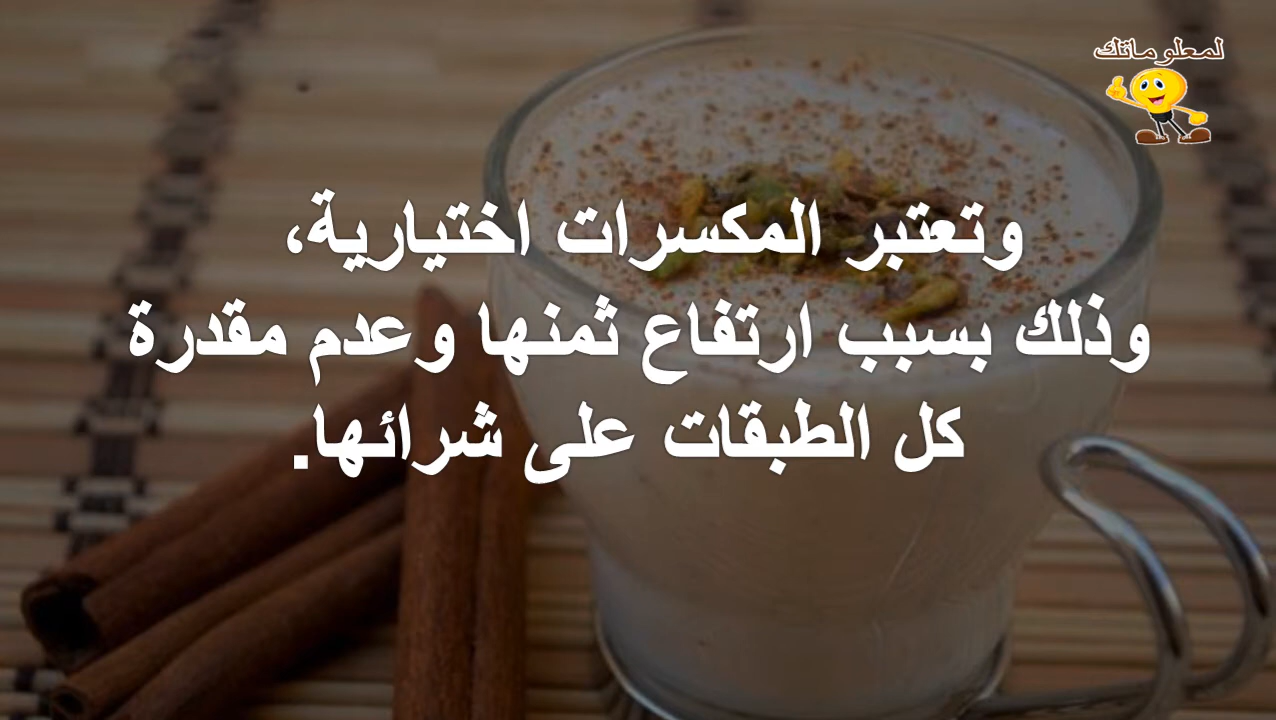 لمعلوماتك
وتعتبر المكسرات اختيارية،
وذلك بسبب ارتفاع ثمنها وعدم مقدرة
كل الطبقات على شرائها.